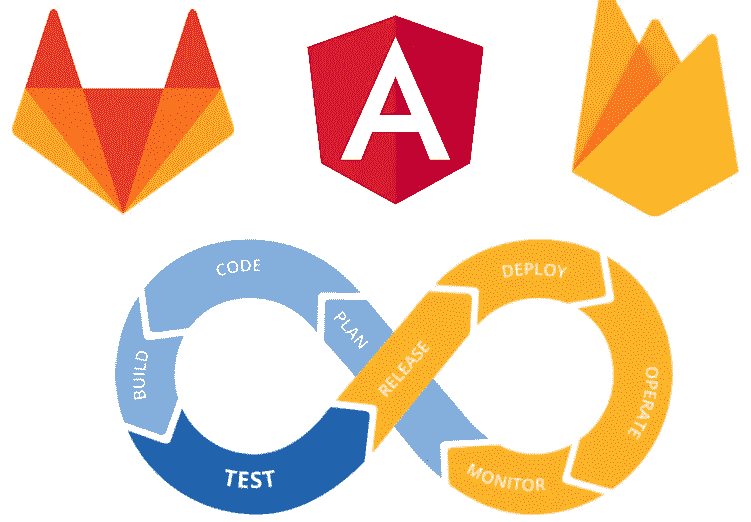 A
CODE
DEPLOY
PLAN
BUILD
RELEASE
OPERATE
TEST
MONITOR